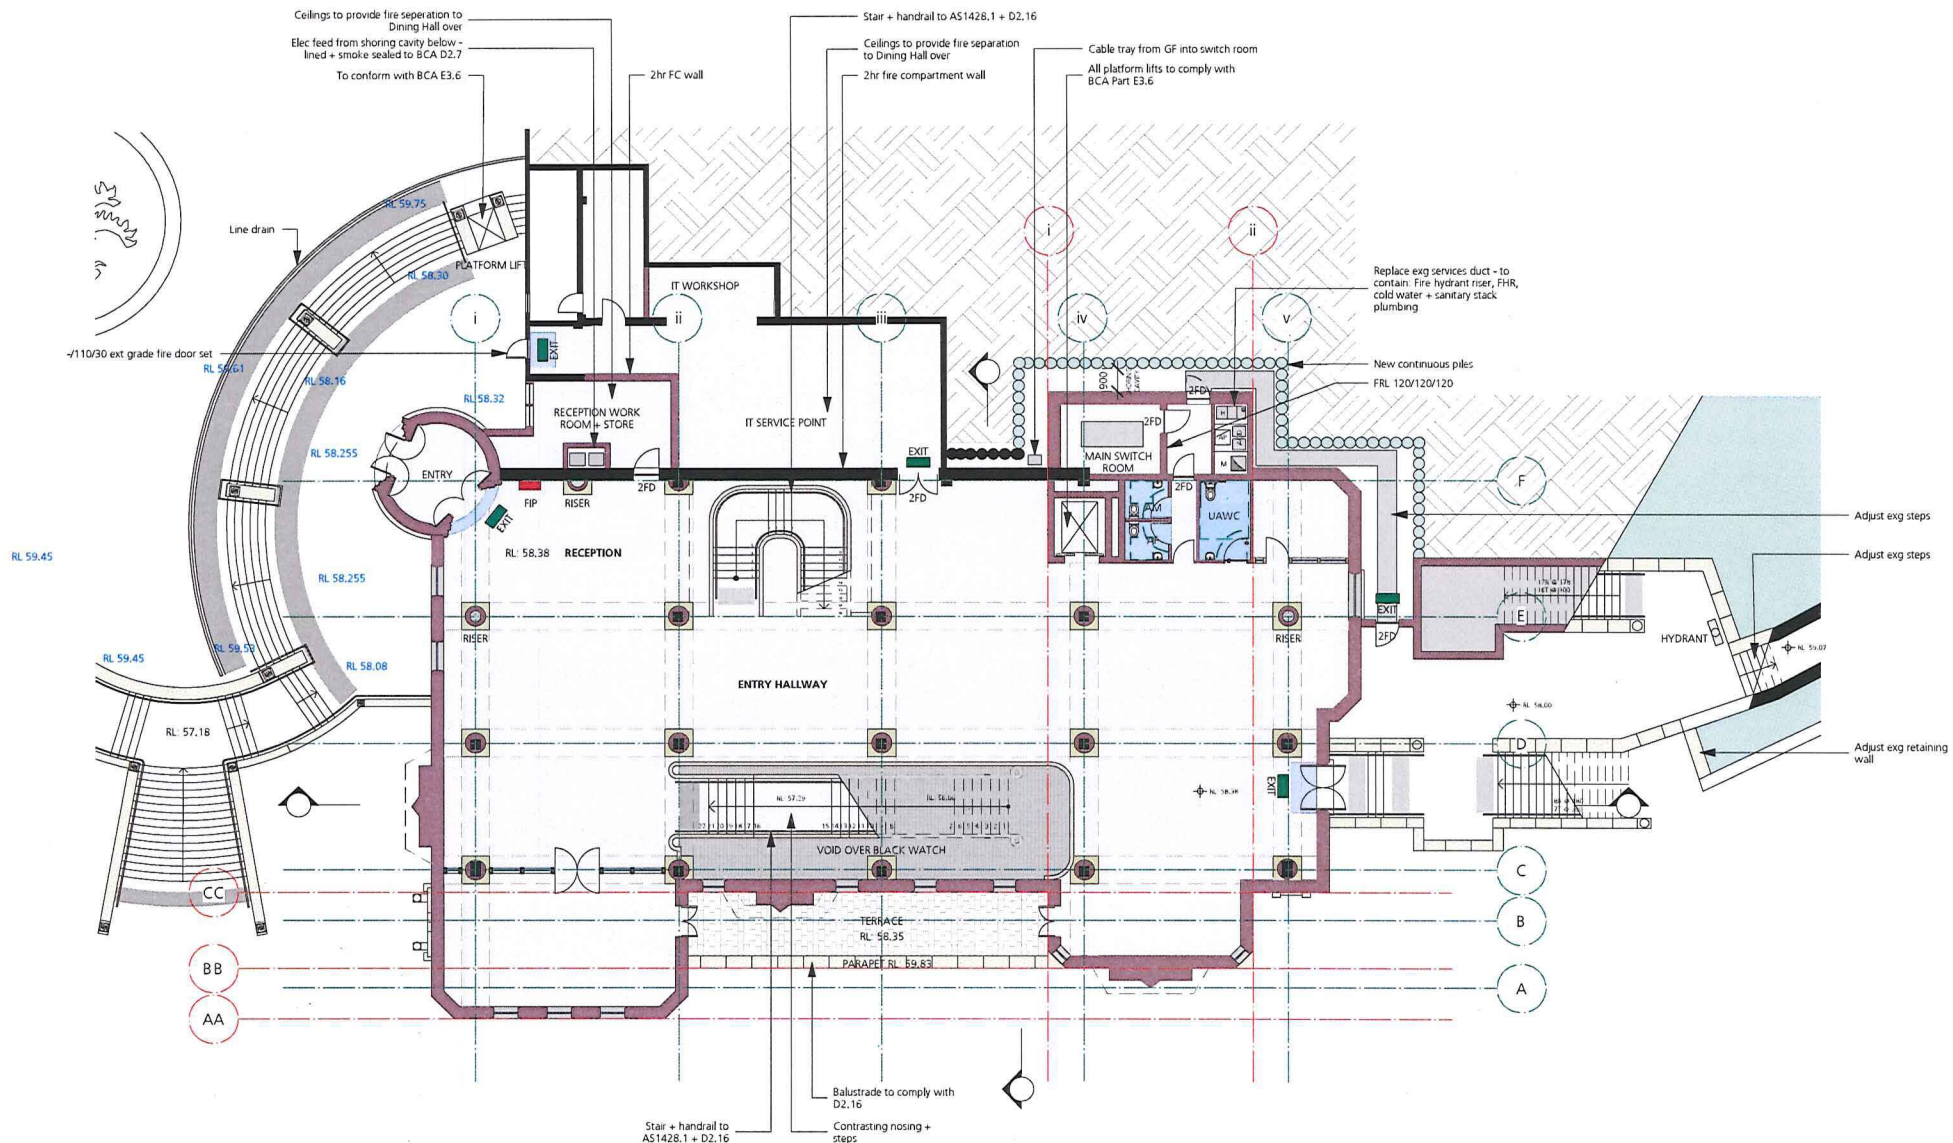 Ceilings to provide fire seperation to
Dining Hall over
Elec feed from shoring cavity below -
lined + smoke sealed to BCA D2.7
To conform with BCA E3.6
2hr FC wall
Stair + handrail to AS1428.1 + D2.16
Ceilings to provide fire separation
to Dining Hall over
2hr fire compartment wall
Cable tray from GF into switch room
All platform lifts to comply with
BCA Part E3.6
RL 59.75
Line drain
PLATFORM LIFT
RL 58.30
IT WORKSHOP
i
ii
Replace exg services duct - to
contain: Fire hydrant riser, FHR,
cold water + sanitary stack
plumbing
i
ii
iii
iv
v
-/110/30 ext grade fire door set
EXIT
RL 58.16
RL 58.32
New continuous piles
FRL 120/120/120
900
2FD
RECEPTION WORK
ROOM + STORE
IT SERVICE POINT
2FD
MAIN SWITCH
ROOM
RL 58.255
ENTRY
EXIT
FIP
RISER
2FD
2FD
2FD
F
AM
UAWC
EXIT
RL: 58.38
RECEPTION
Adjust exg steps
RL 59.45
Adjust exg steps
RL 58.255
EXIT
2FD
E
RISER
RISER
HYDRANT
RL 59.53
RL 59.45
RL 58.08
RL 59.07
ENTRY HALLWAY
RL 58.00
RL: 57.18
D
Adjust exg retaining
wall
EXIT
VOID OVER BLACK WATCH
C
CC
TERRACE
RL: 58.35
B
BB
PARAPET RL: 59.83
A
AA
Balustrade to comply with
D2.16
Stair + handrail to
AS1428.1 + D2.16
Contrasting nosing +
steps